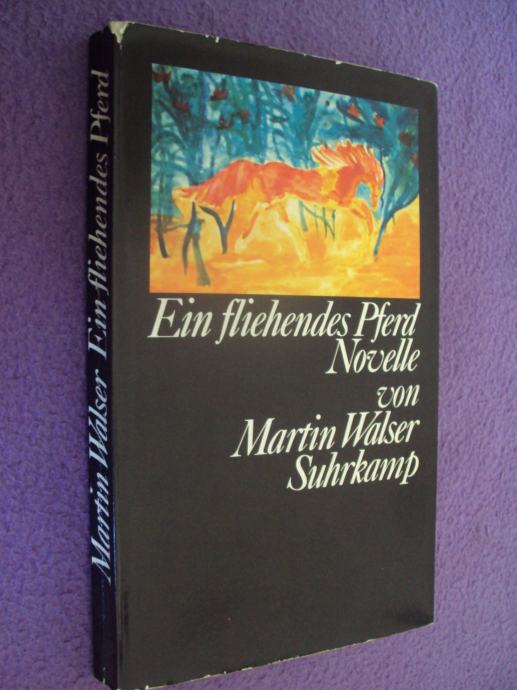 Ein fliehendes Pferd
Novelle
von
Martin Walser
Suhrkamp
Martin Walser Ein fliehendes Pferd